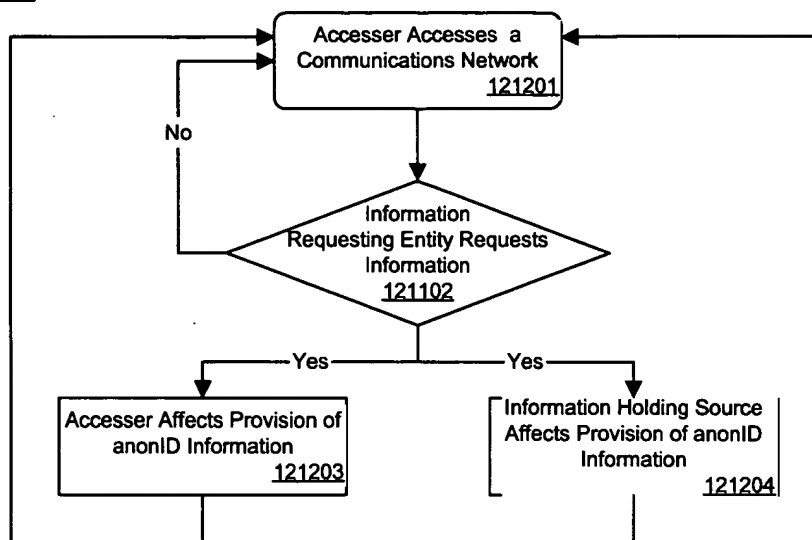 Accesser Accesses a
Communications Network
121201
No
Information
Requesting Entity Requests
Information
121102
Yes
Yes
Accesser Affects Provision of
anonID Information
121203
Information Holding Source
Affects Provision of anonID
Information
121204